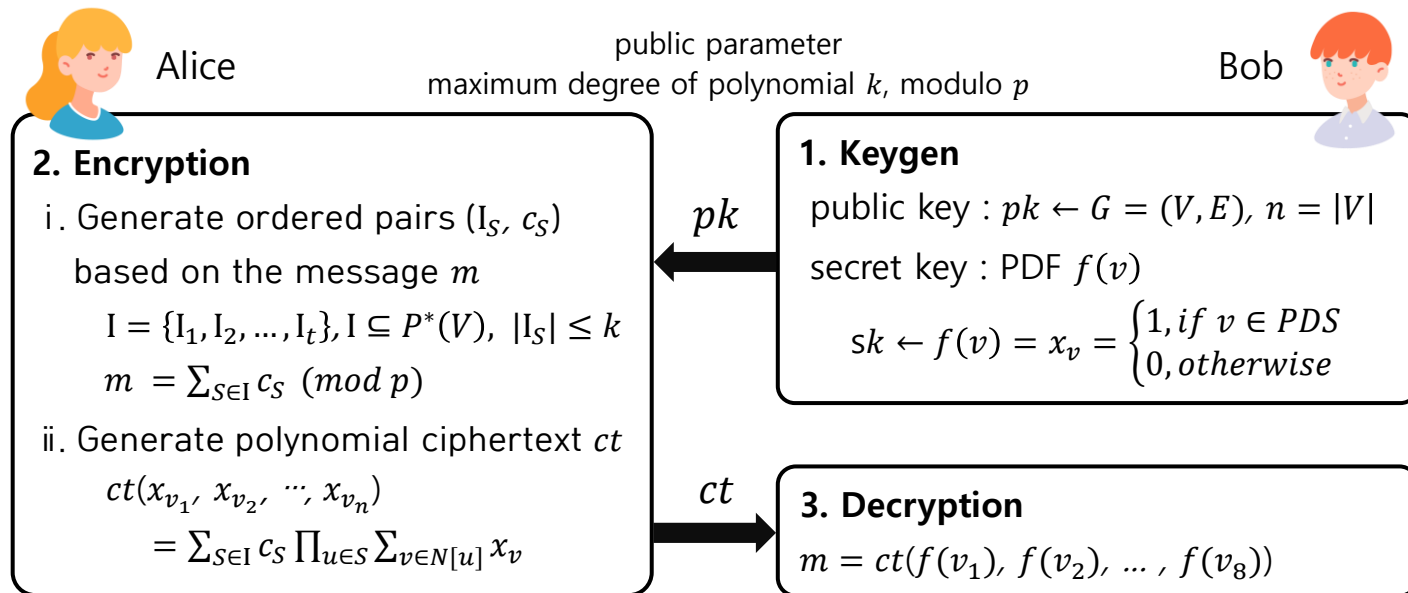 Alice
public parameter
maximum degree of polynomial k, modulo p
Bob
2. Encryption
ⅰ. Generate ordered pairs (I_S, c_S)
based on the message m
I = {I_1, I_2, …, I_t}, I ⊆ P*(V), |I_S| ≤ k
m = ∑_{S∈I} c_S (mod p)
ⅱ. Generate polynomial ciphertext ct
ct(x_{v_1}, x_{v_2}, ⋯, x_{v_n})
= ∑_{S∈I} c_S ∏_{u∈S} ∑_{v∈N[u]} x_v
pk
ct
1. Keygen
public key : pk ← G = (V, E), n = |V|
secret key : PDF f(v)
sk ← f(v) = x_v = {1, if v ∈ PDS
0, otherwise
3. Decryption
m = ct(f(v_1), f(v_2), … , f(v_8))